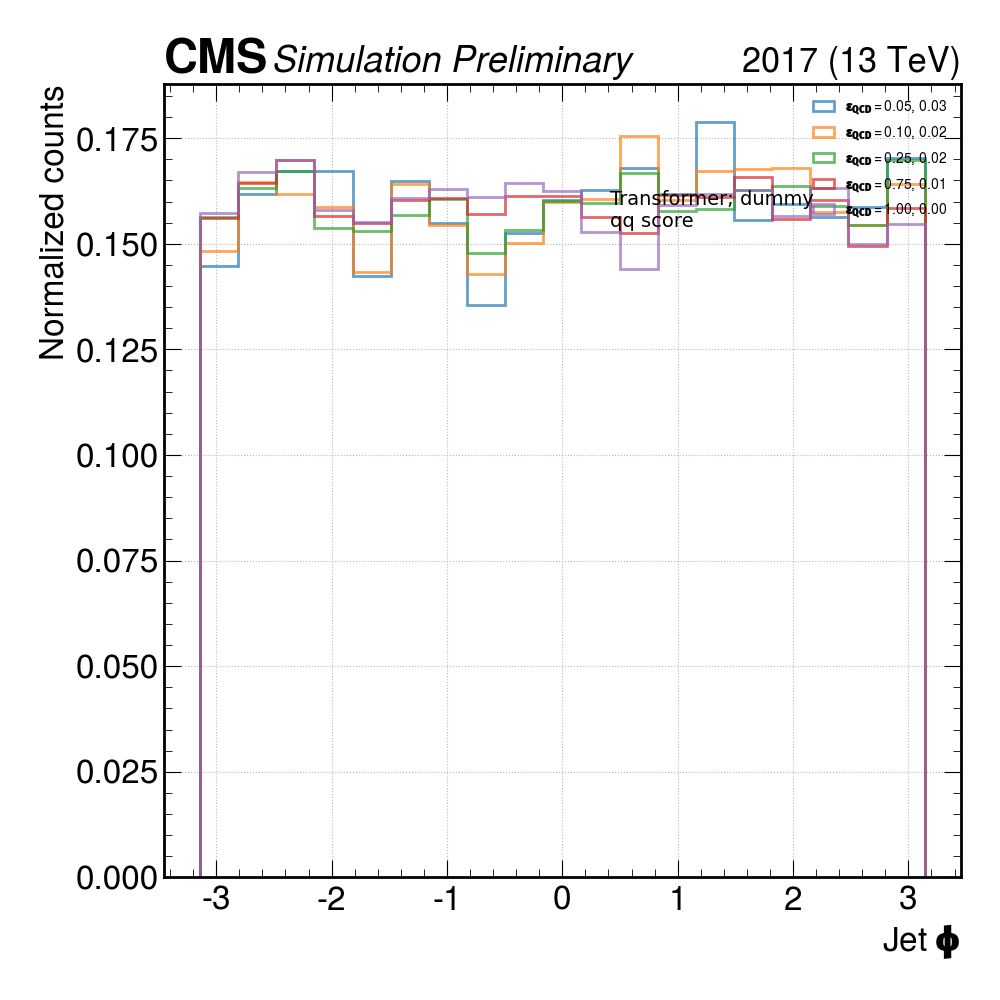 CMS Simulation Preliminary 2017 (13 TeV)
Normalized counts
0.175
0.150
0.125
0.100
0.075
0.050
0.025
0.000
εQCD = 0.05, 0.03
εQCD = 0.10, 0.02
εQCD = 0.25, 0.02
εQCD = 0.75, 0.01
εQCD = 1.00, 0.00
Transformer; dummy
qq score
-3 -2 -1 0 1 2 3
Jet ϕ